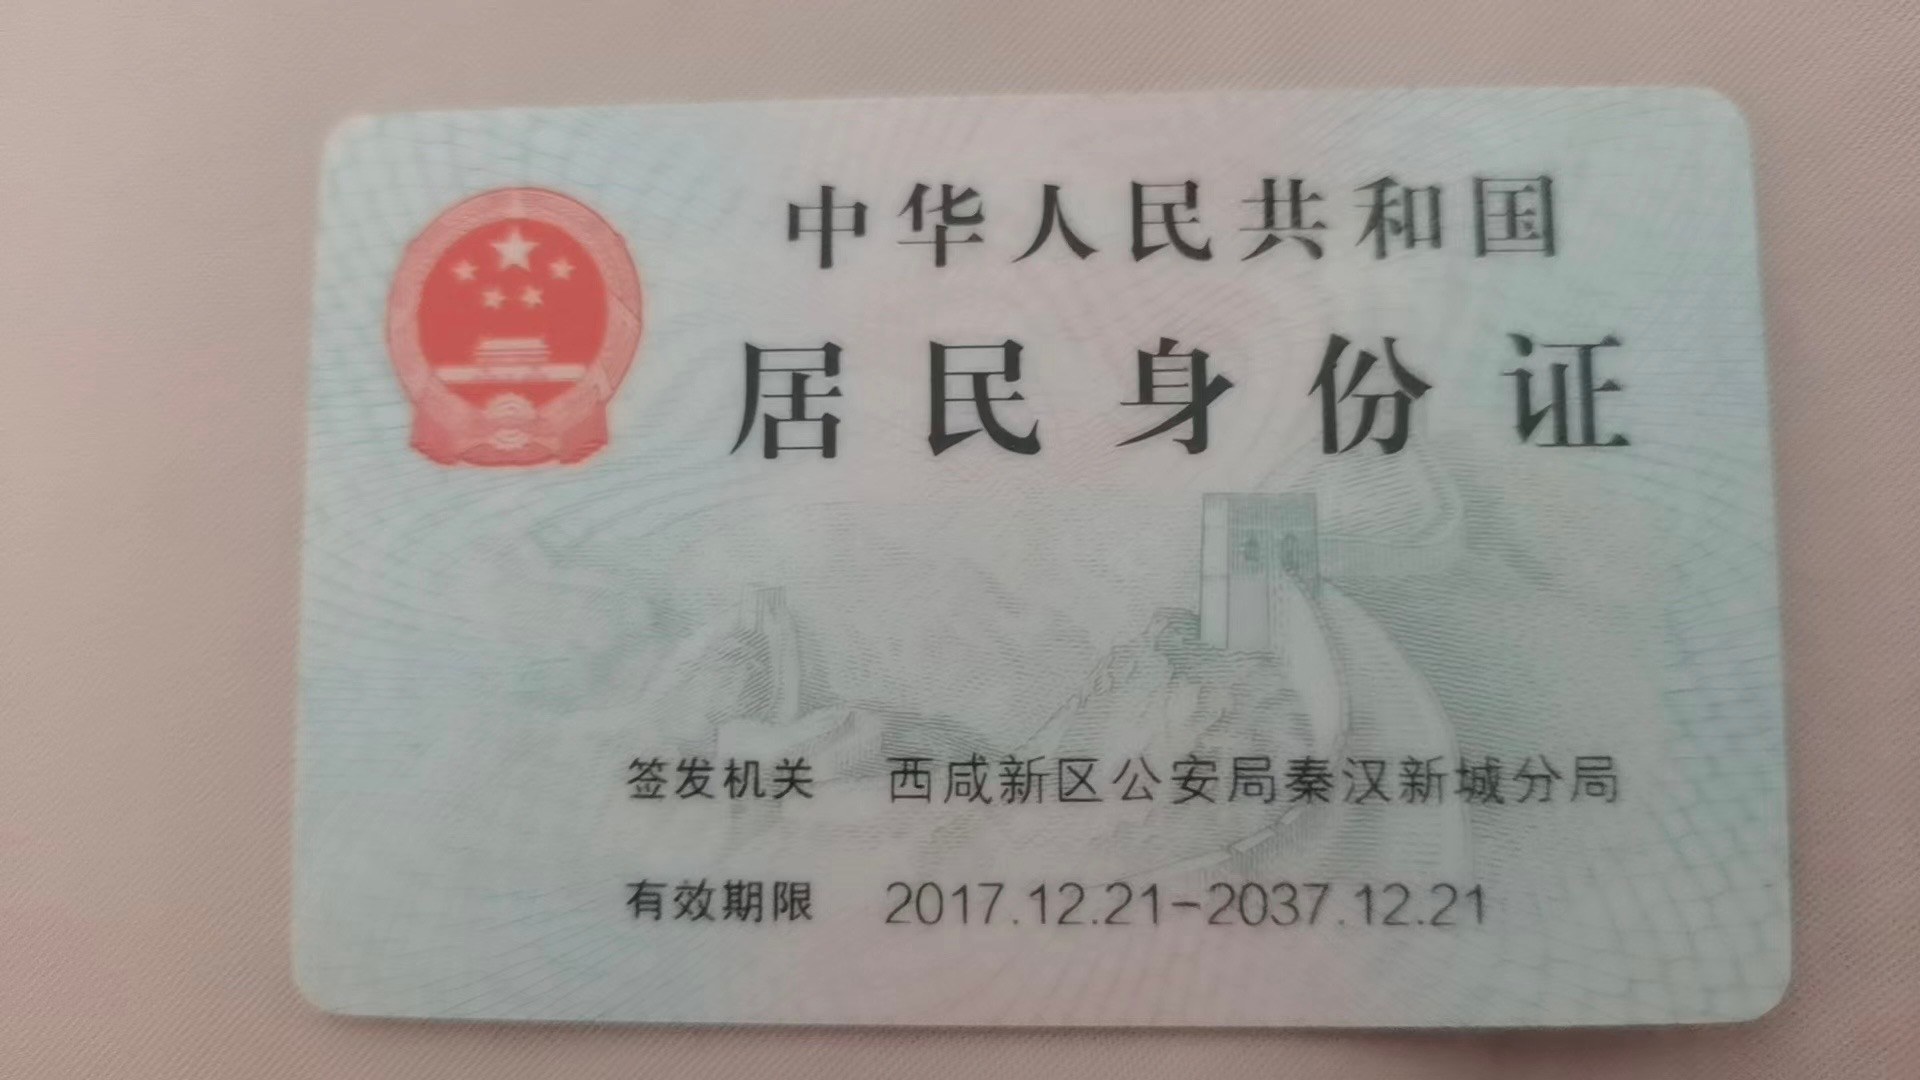 中华人民共和国
居民身份证
签发机关 西咸新区公安局秦汉新城分局
有效期限 2017.12.21-2037.12.21